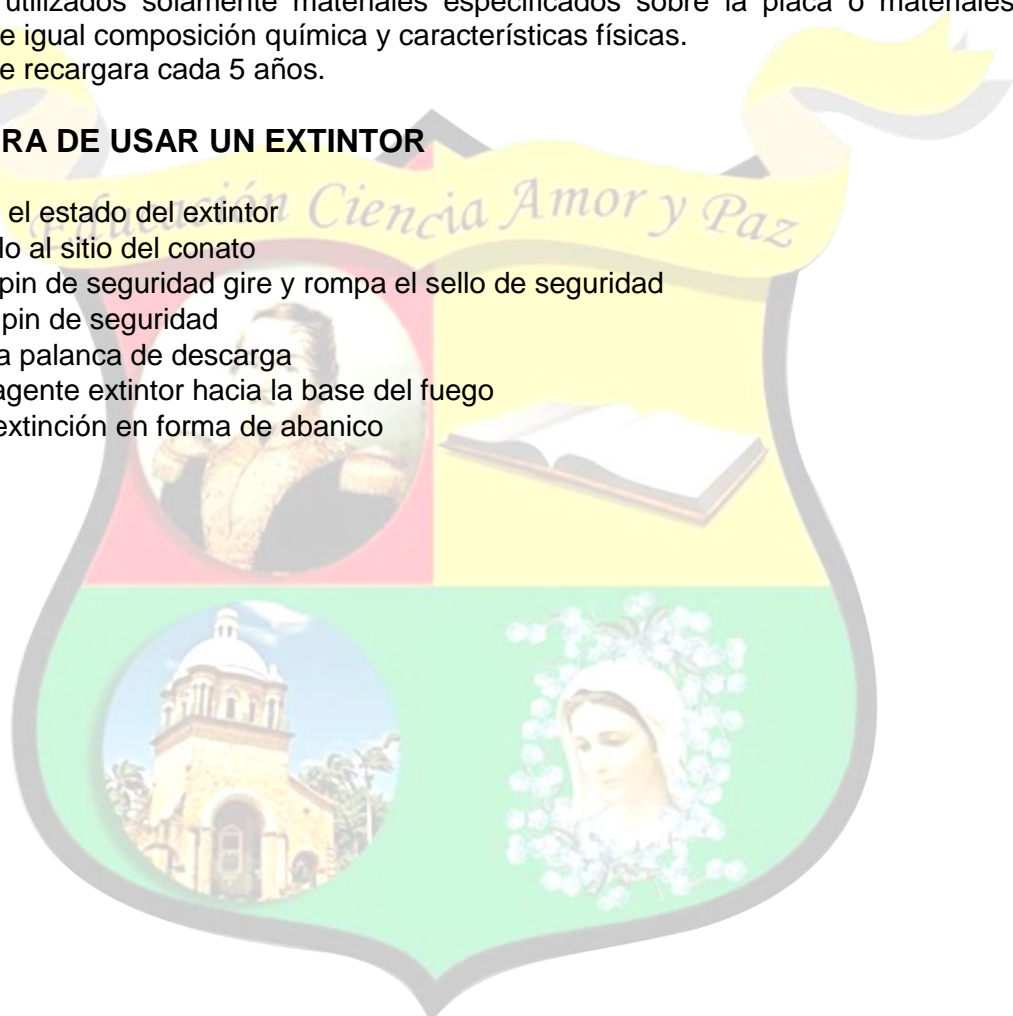 utilizados solamente materiales especificados sobre la placa o materiales
e igual composición química y características físicas.
e recargara cada 5 años.
RA DE USAR UN EXTINTOR
Educación Ciencia Amor y Paz
el estado del extintor
lo al sitio del conato
pin de seguridad gire y rompa el sello de seguridad
pin de seguridad
a palanca de descarga
agente extintor hacia la base del fuego
extinción en forma de abanico